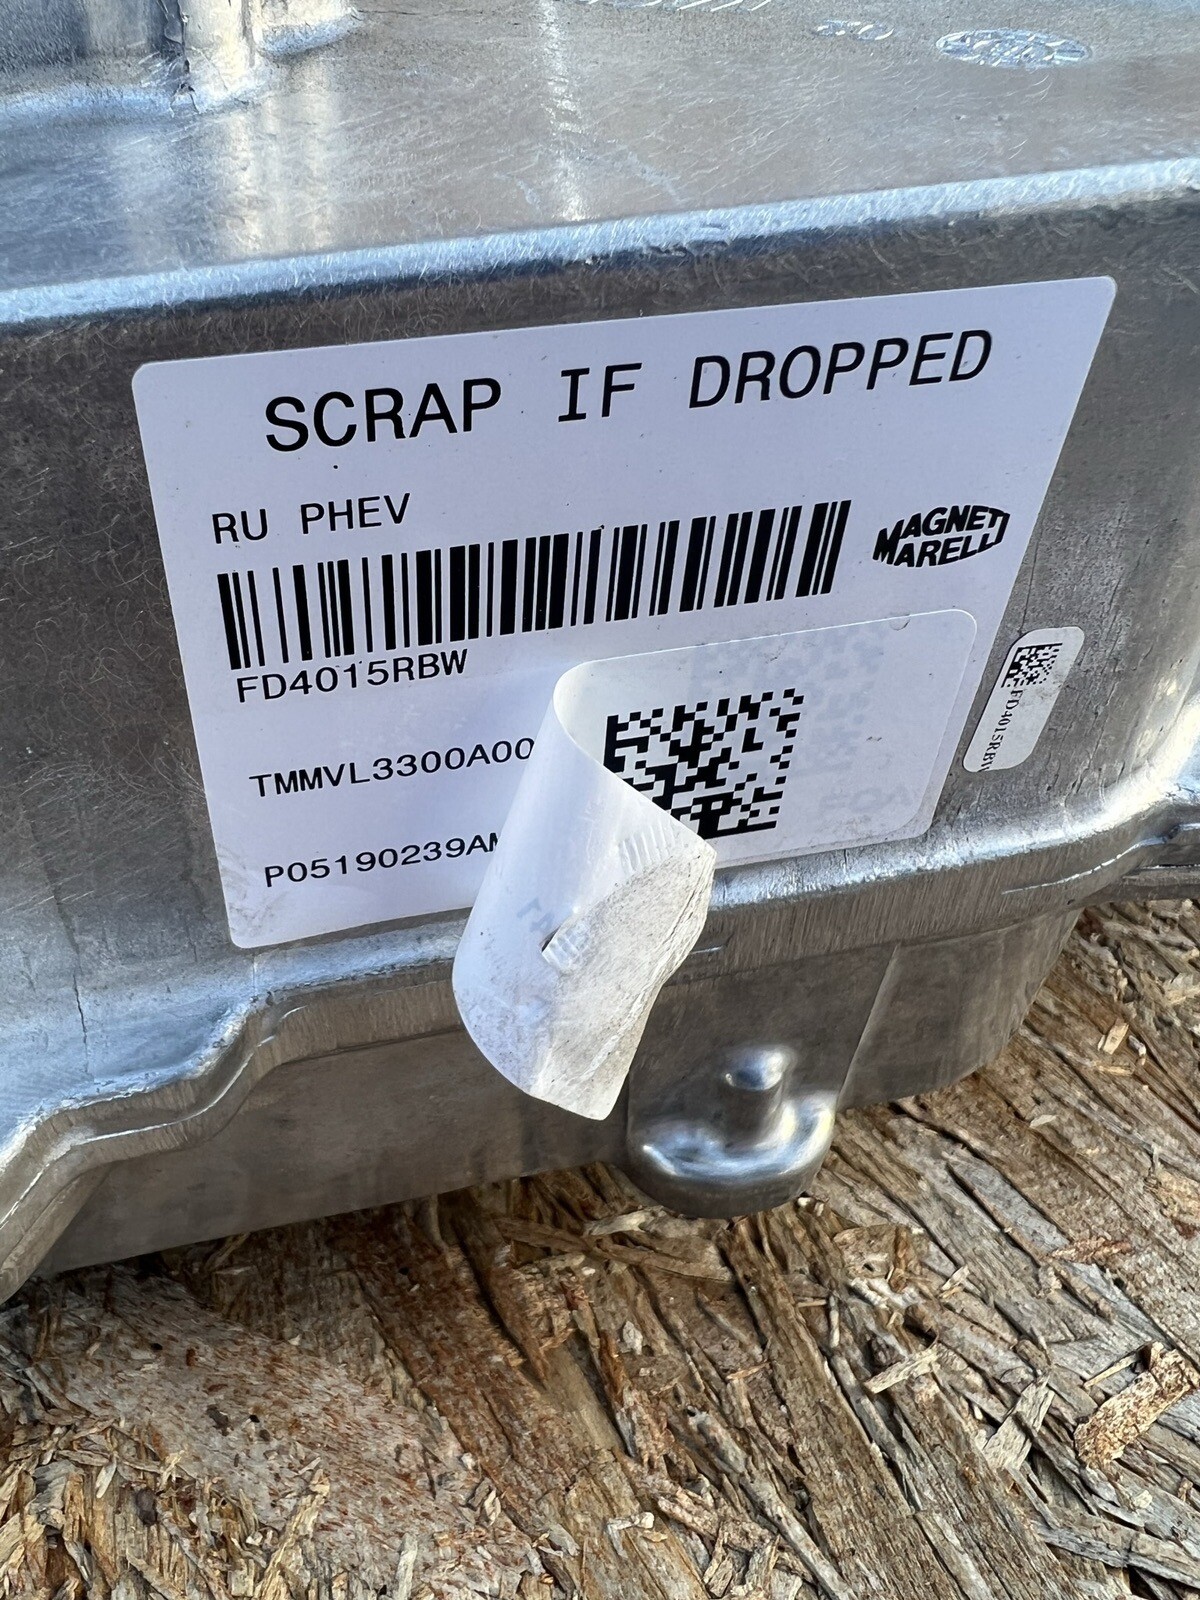 SCRAP IF DROPPED
RU PHEV
MAGNETI
MARELLI
FD4015RBW
TMMVL3300A00
P05190239AM
FD4015RBW